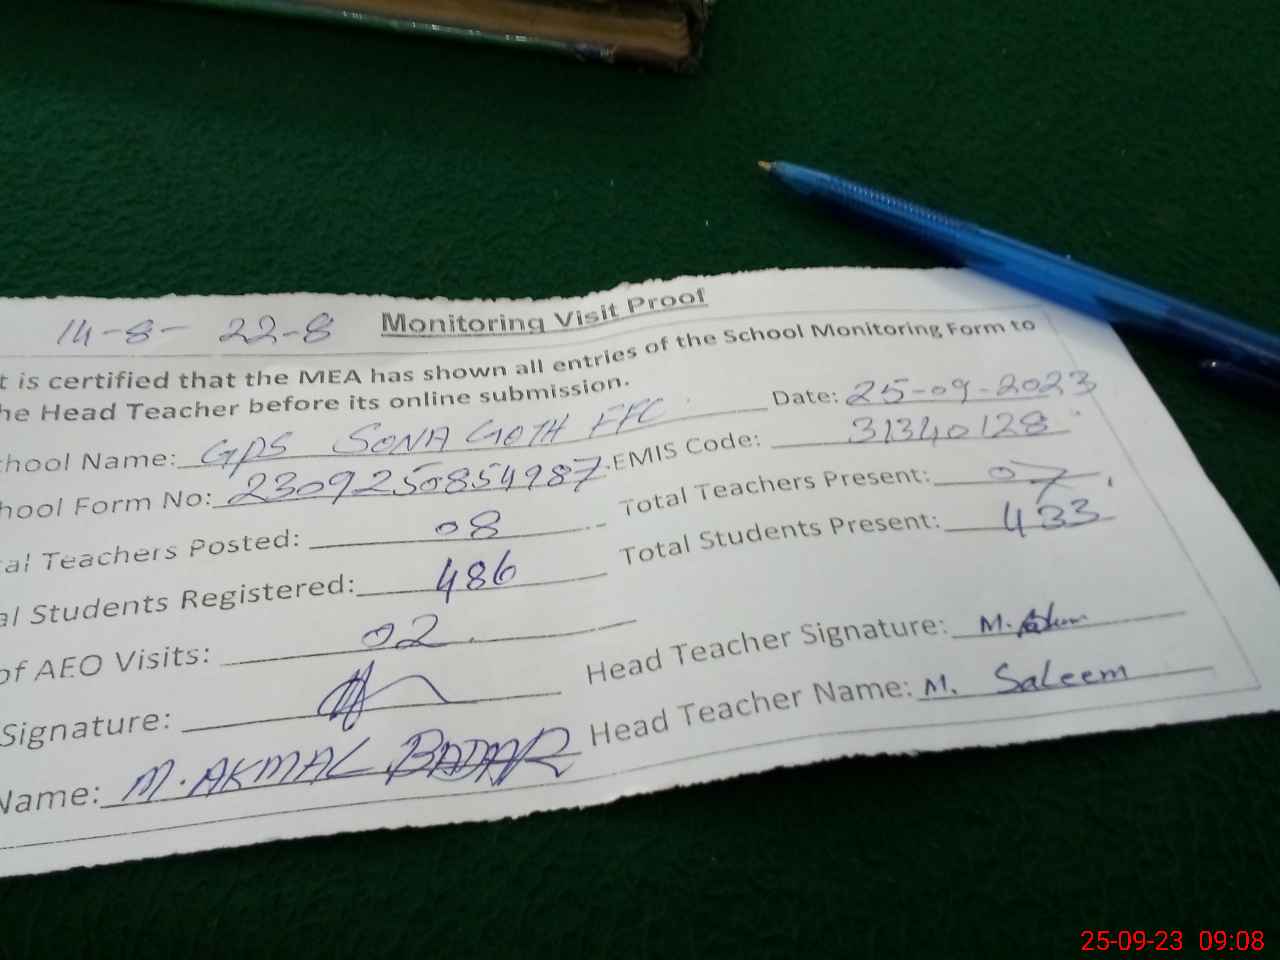 14-8- 22-8 Monitoring Visit Proof
t is certified that the MEA has shown all entries of the School Monitoring Form to
he Head Teacher before its online submission.
Date: 25-09-2023
hool Name: GPS SONA GOTH FFC
EMIS Code: 31340128
hool Form No: 2309250854987
Total Teachers Present: 07
al Teachers Posted: 08
Total Students Present: 433
al Students Registered: 486
of AEO Visits: 02
Head Teacher Signature: M.
Signature:
Head Teacher Name: M. Saleem
Name: M. AKMAL BADAR
25-09-23 09:08